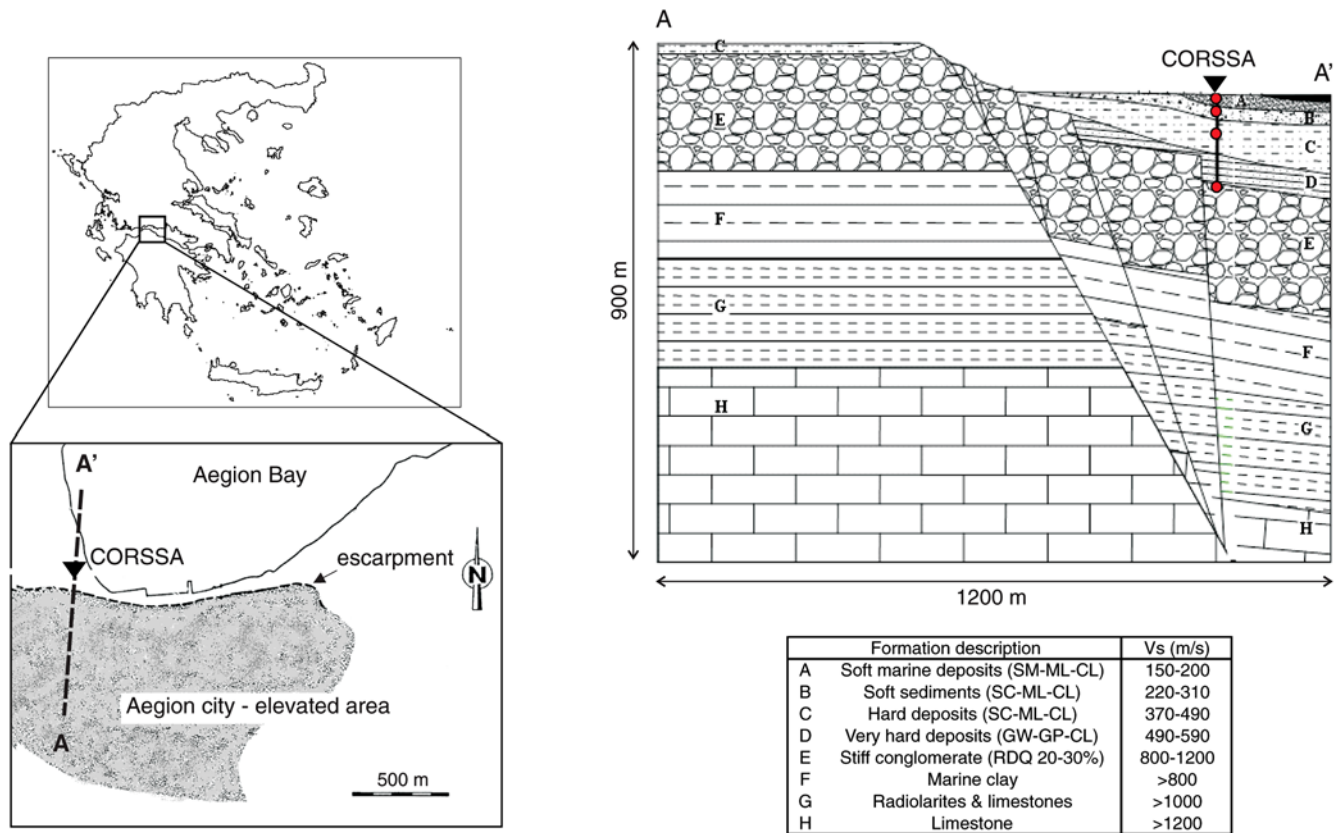 A'
Aegion Bay
CORSSA
escarpment
N
Aegion city - elevated area
A
500 m
A
CORSSA
A'
900 m
C
E
F
G
H
A
B
C
D
E
F
G
H
1200 m
Formation description Vs (m/s)
A Soft marine deposits (SM-ML-CL) 150-200
B Soft sediments (SC-ML-CL) 220-310
C Hard deposits (SC-ML-CL) 370-490
D Very hard deposits (GW-GP-CL) 490-590
E Stiff conglomerate (RDQ 20-30%) 800-1200
F Marine clay >800
G Radiolarites & limestones >1000
H Limestone >1200